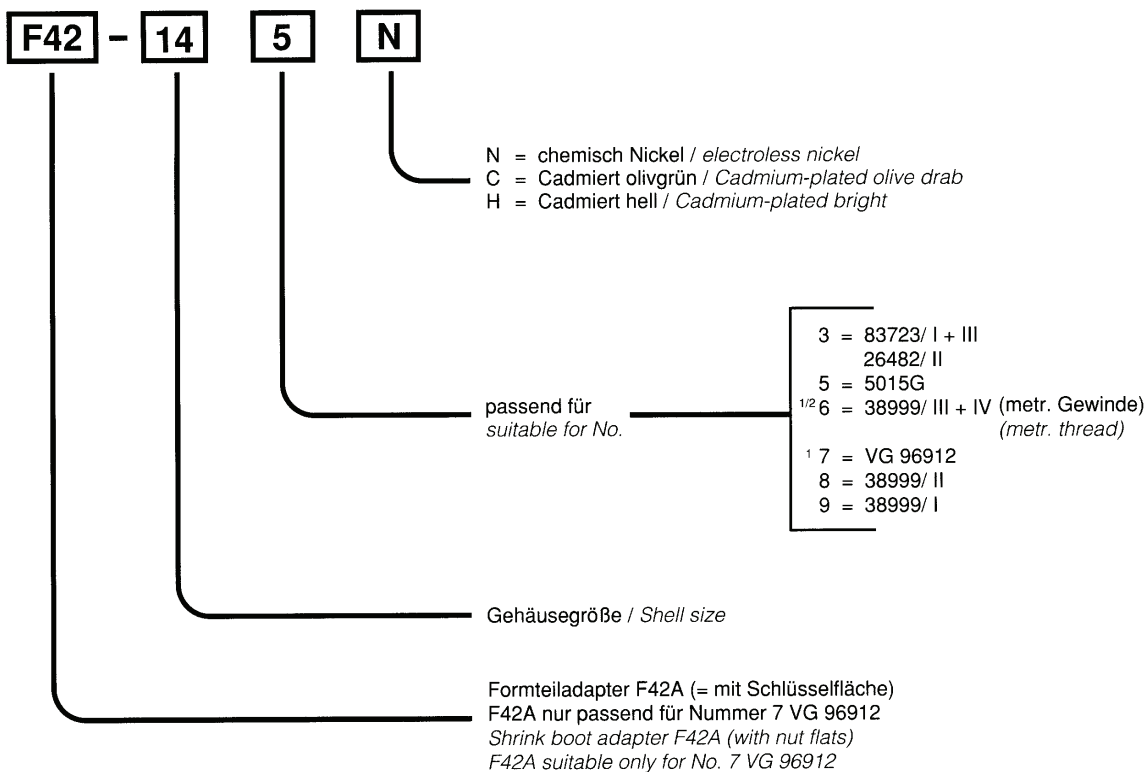 F42 - 14 5 N
N = chemisch Nickel / electroless nickel
C = Cadmiert olivgrün / Cadmium-plated olive drab
H = Cadmiert hell / Cadmium-plated bright
3 = 83723/ I + III
26482/ II
5 = 5015G
1/2 6 = 38999/ III + IV (metr. Gewinde)
(metr. thread)
1 7 = VG 96912
8 = 38999/ II
9 = 38999/ I
passend für
suitable for No.
Gehäusegröße / Shell size
Formteiladapter F42A (= mit Schlüsselfläche)
F42A nur passend für Nummer 7 VG 96912
Shrink boot adapter F42A (with nut flats)
F42A suitable only for No. 7 VG 96912